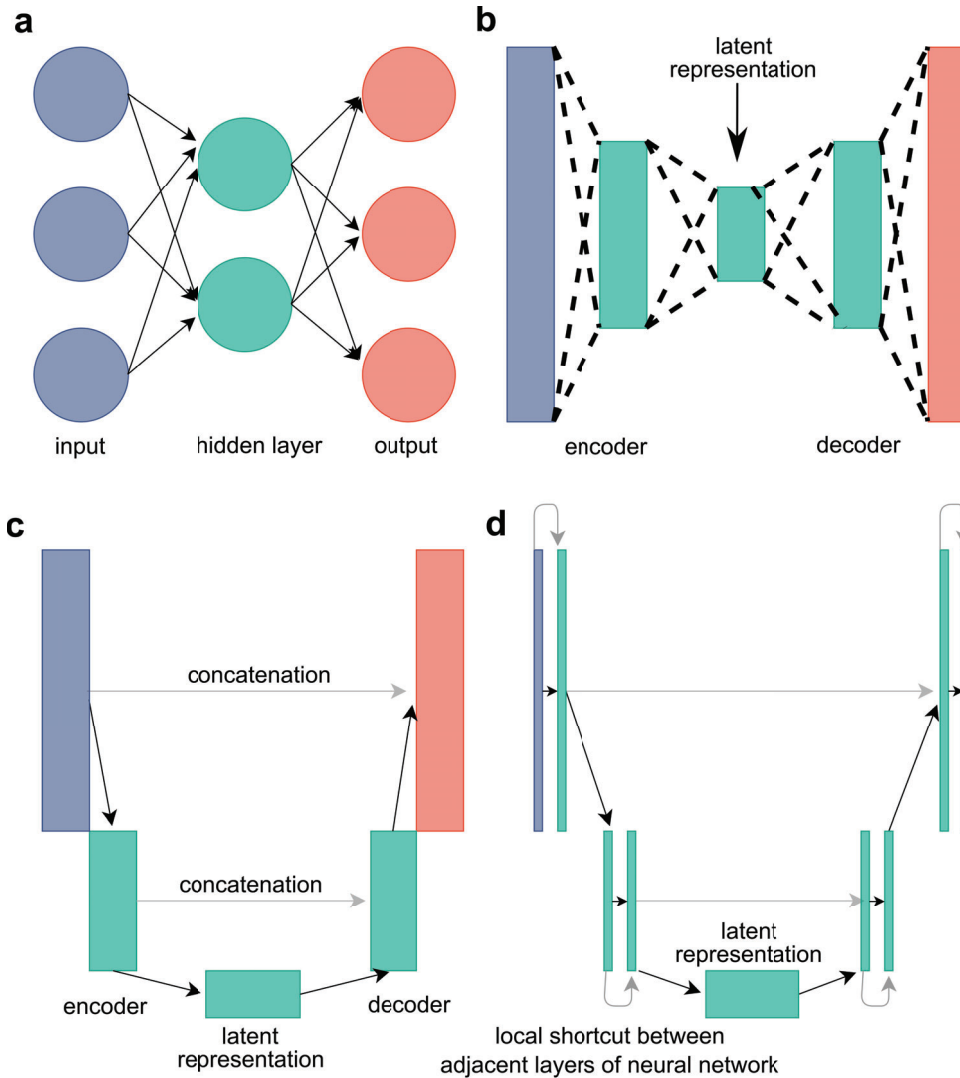 a
input
hidden layer
output
b
latent
representation
encoder
decoder
c
concatenation
concatenation
encoder
decoder
latent
representation
d
latent
representation
local shortcut between
adjacent layers of neural network